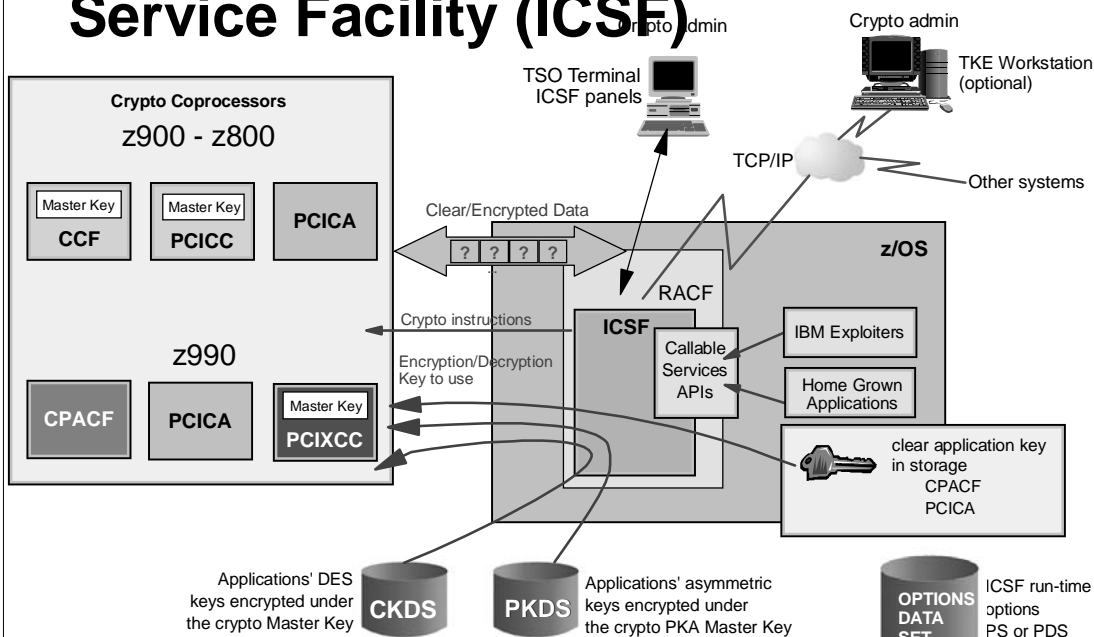 Service Facility (ICSF)
Crypto admin
Crypto admin
TSO Terminal
ICSF panels
TKE Workstation
(optional)
TCP/IP
Other systems
Crypto Coprocessors
z900 - z800
Master Key
CCF
Master Key
PCICC
PCICA
Clear/Encrypted Data
? ? ? ?
..
z/OS
RACF
ICSF
Crypto instructions
Callable
Services
APIs
IBM Exploiters
Home Grown
Applications
z990
Encryption/Decryption
Key to use
CPACF
PCICA
Master Key
PCIXCC
clear application key
in storage
CPACF
PCICA
Applications' DES
keys encrypted under
the crypto Master Key
CKDS
PKDS
Applications' asymmetric
keys encrypted under
the crypto PKA Master Key
OPTIONS
DATA
SET
ICSF run-time
options
PS or PDS